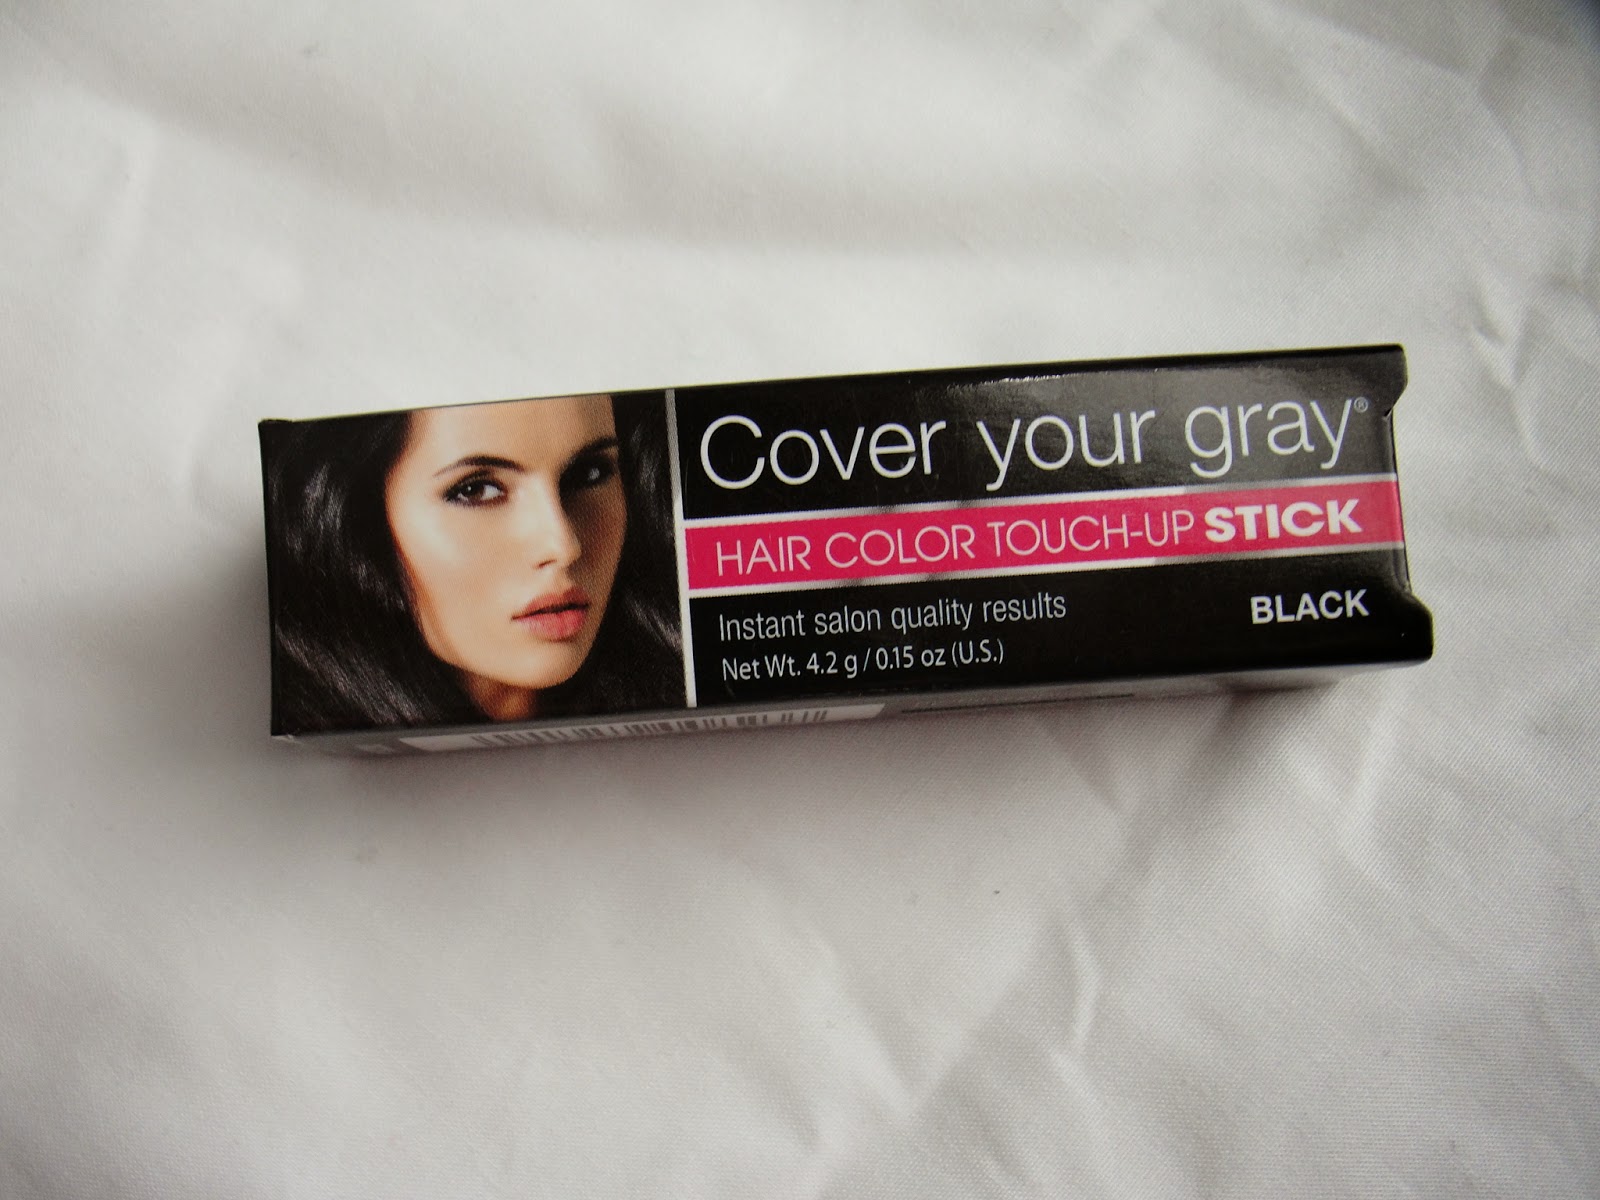 Cover your gray®
HAIR COLOR TOUCH-UP STICK
Instant salon quality results
BLACK
Net Wt. 4.2 g / 0.15 oz (U.S.)